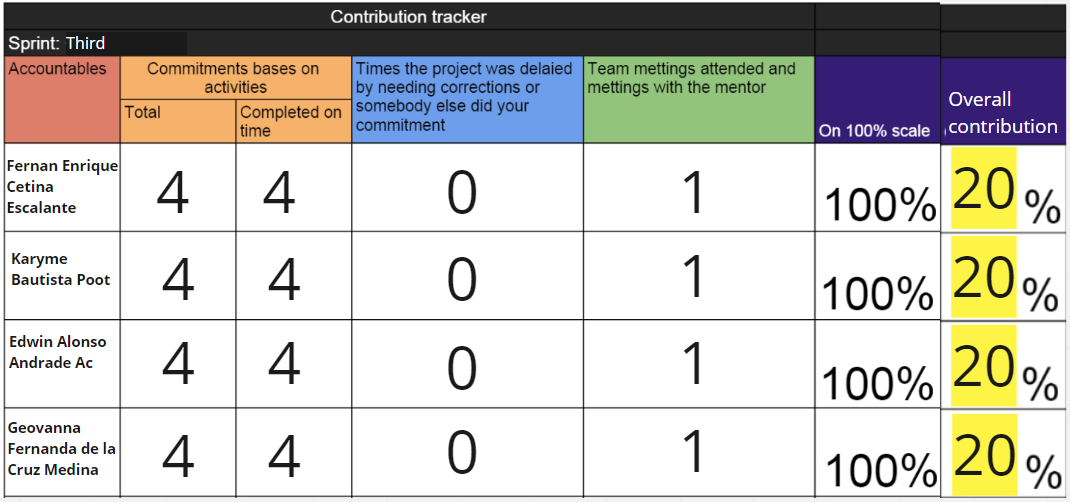 Contribution tracker
Sprint: Third
Accountables
Commitments bases on
activities
Total
Completed on
time
Times the project was delaied
by needing corrections or
somebody else did your
commitment
Team mettings attended and
mettings with the mentor
On 100% scale
Overall
contribution
Fernan Enrique
Cetina
Escalante
4
4
0
1
100%
20 %
Karyme
Bautista Poot
4
4
0
1
100%
20 %
Edwin Alonso
Andrade Ac
4
4
0
1
100%
20 %
Geovanna
Fernanda de la
Cruz Medina
4
4
0
1
100%
20 %